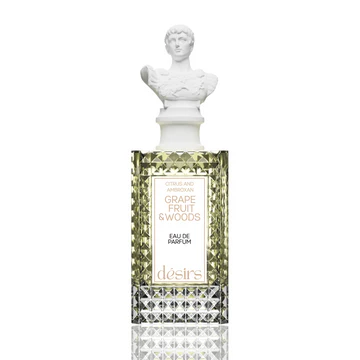 CITRUS AND
AMBROXAN
GRAPE
FRUIT
&WOODS
EAU DE
PARFUM
désirs